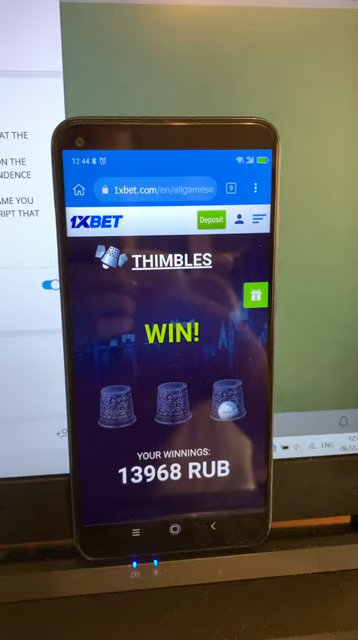 AT THE
ON THE
NDENCE
AME YOU
RIPT THAT
12:44
1xbet.com/en/allgamese
9
1XBET
Deposit
THIMBLES
WIN!
YOUR WINNINGS:
13968 RUB
ENG